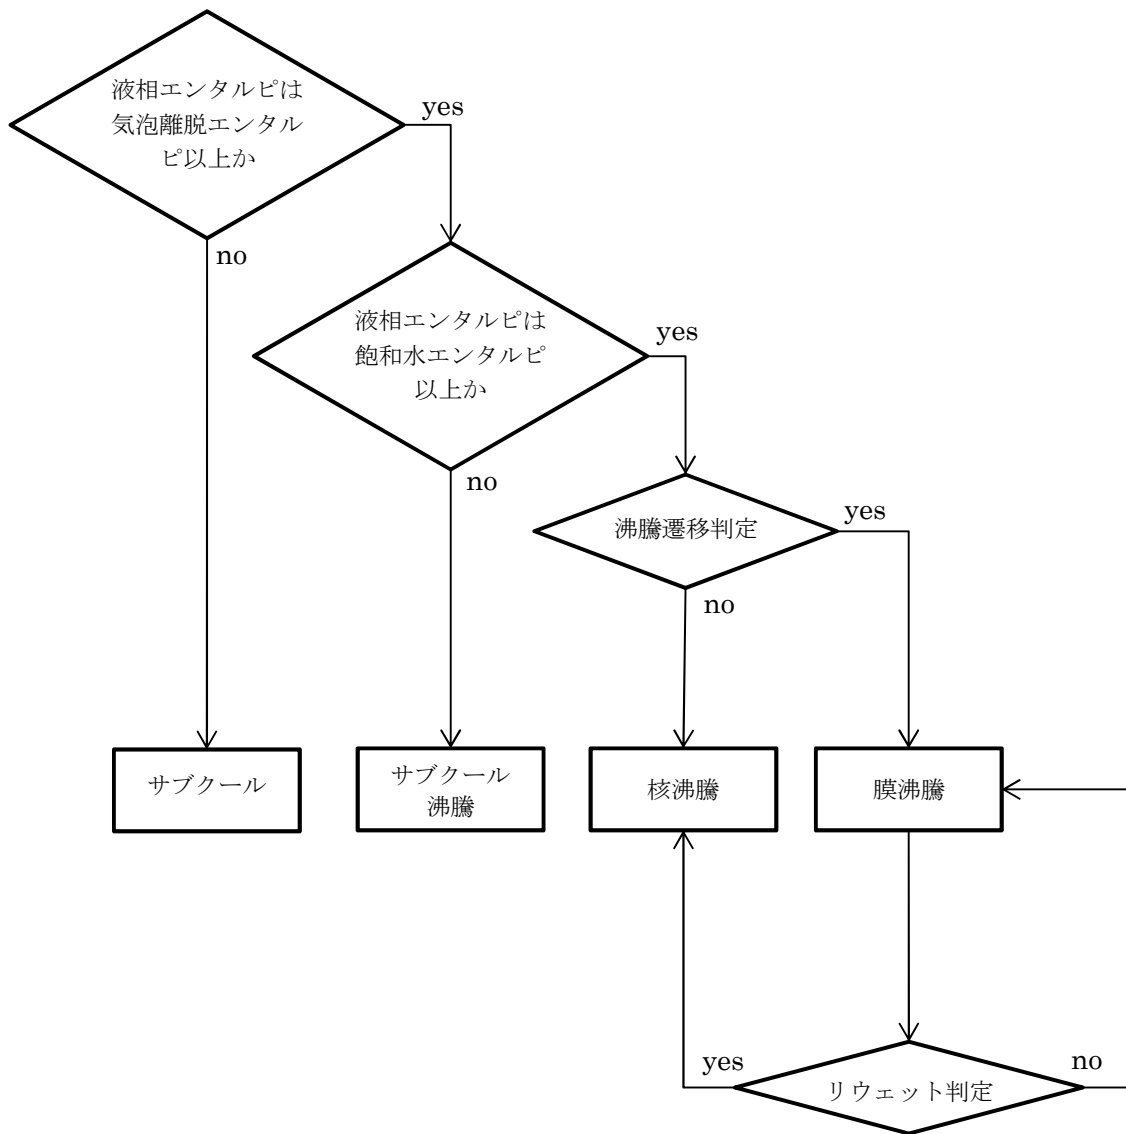 液相エンタルピは
気泡離脱エンタル
ピ以上か
yes
no
液相エンタルピは
飽和水エンタルピ
以上か
yes
no
沸騰遷移判定
yes
no
サブクール
サブクール
沸騰
核沸騰
膜沸騰
yes
リウェット判定
no